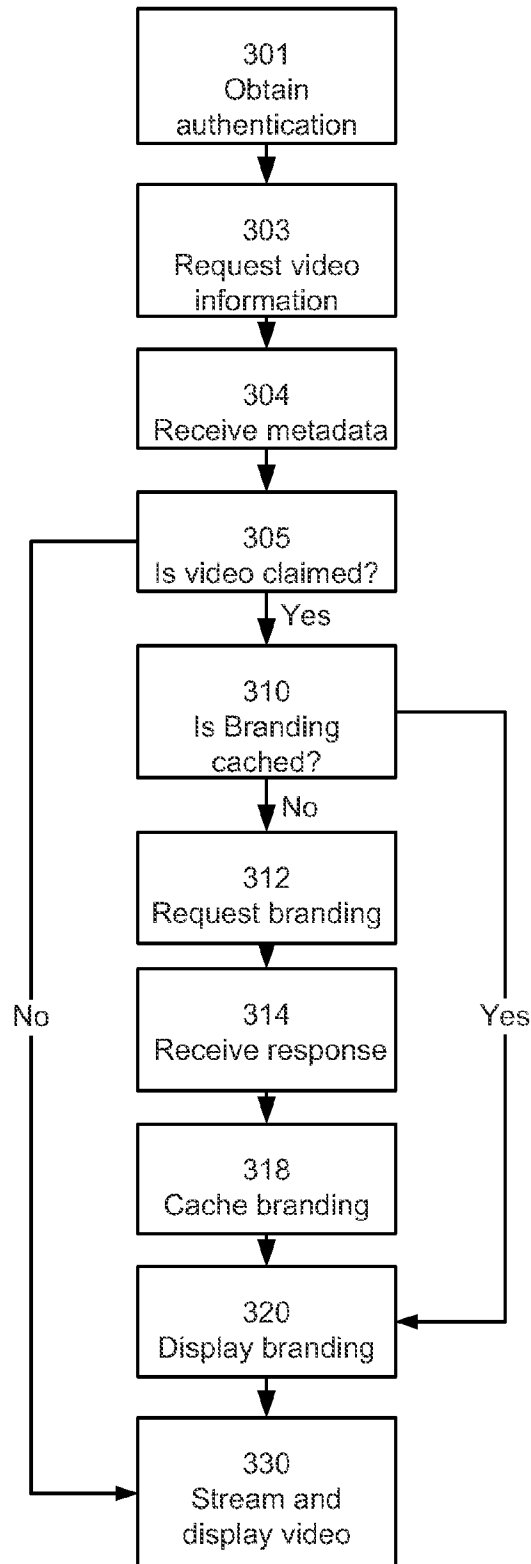 301
Obtain
authentication
303
Request video
information
304
Receive metadata
305
Is video claimed?
Yes
310
Is Branding
cached?
No
312
Request branding
314
Receive response
No
Yes
318
Cache branding
320
Display branding
330
Stream and
display video